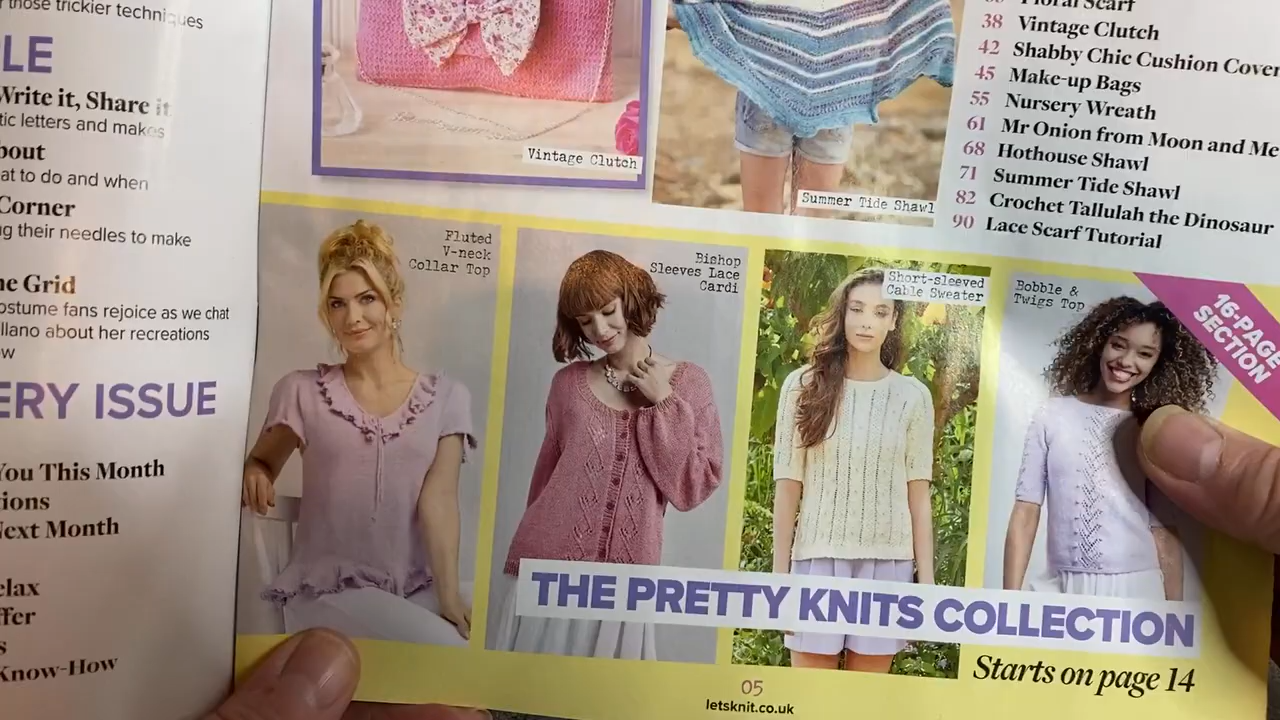 those trickier techniques
LE
Write it, Share it
tic letters and makes
bout
at to do and when
Corner
g their needles to make
ne Grid
ostume fans rejoice as we chat
llano about her recreations
ow
ERY ISSUE
You This Month
tions
Next Month
elax
ffer
s
Know-How
Vintage Clutch
Summer Tide Shawl
Floral Scarf
38 Vintage Clutch
42 Shabby Chic Cushion Cover
45 Make-up Bags
55 Nursery Wreath
61 Mr Onion from Moon and Me
68 Hothouse Shawl
71 Summer Tide Shawl
82 Crochet Tallulah the Dinosaur
90 Lace Scarf Tutorial
Fluted
V-neck
Collar Top
Bishop
Sleeves Lace
Cardi
Short-sleeved
Cable Sweater
Bobble &
Twigs Top
16-PAGE
SECTION
THE PRETTY KNITS COLLECTION
Starts on page 14
05
letsknit.co.uk